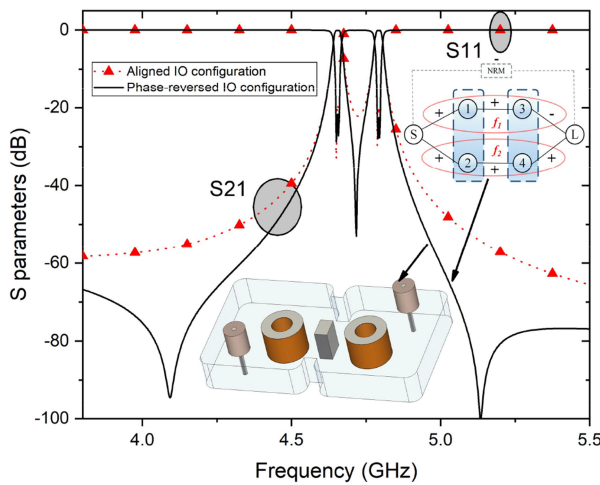 0
-20
-40
-60
-80
-100
S parameters (dB)
4.0
4.5
5.0
5.5
Frequency (GHz)
Aligned IO configuration
Phase-reversed IO configuration
S11
S21
-
NRM
1
+
3
+
-
f1
S
L
f2
+
+
2
+
4